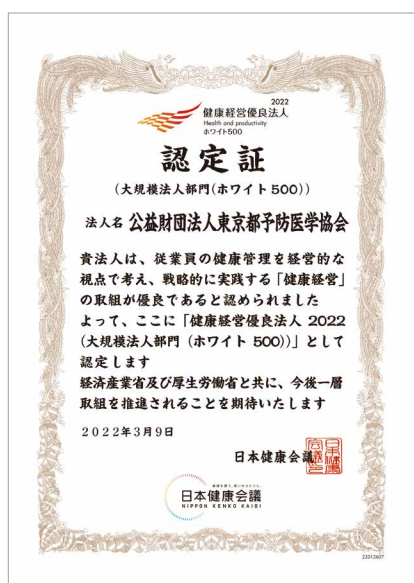 2022
健康経営優良法人
Health and productivity
ホワイト500
認定証
（大規模法人部門（ホワイト500））
法人名 公益財団法人東京都予防医学協会
貴法人は、従業員の健康管理を経営的な
視点で考え、戦略的に実践する「健康経営」
の取組が優良であると認められました
よって、ここに「健康経営優良法人 2022
（大規模法人部門（ホワイト 500））」として
認定します
経済産業省及び厚生労働省と共に、今後一層
取組を推進されることを期待いたします
2022年3月9日
日本健康会議
日本健康会議
NIPPON KENKO KAIGI
22012607